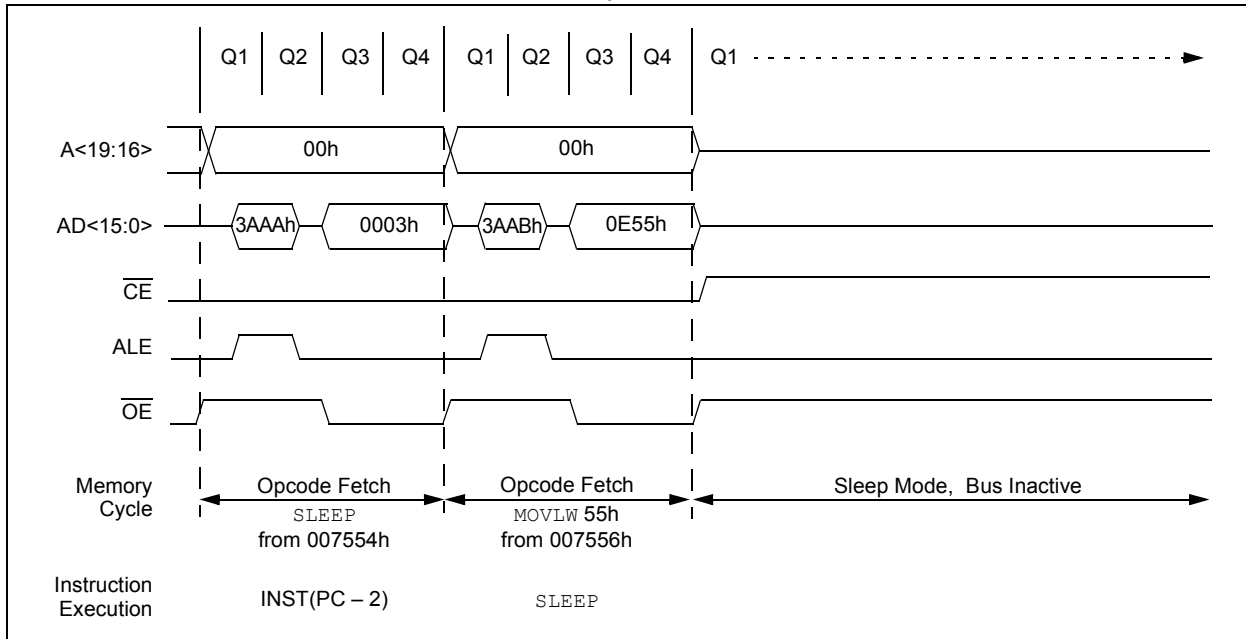 Q1 Q2 Q3 Q4 Q1 Q2 Q3 Q4 Q1
A<19:16> 00h 00h
AD<15:0> 3AAAh 0003h 3AABh 0E55h
CE
ALE
OE
Memory Cycle Opcode Fetch Opcode Fetch Sleep Mode, Bus Inactive
SLEEP MOVLW 55h
from 007554h from 007556h
Instruction Execution INST(PC – 2) SLEEP